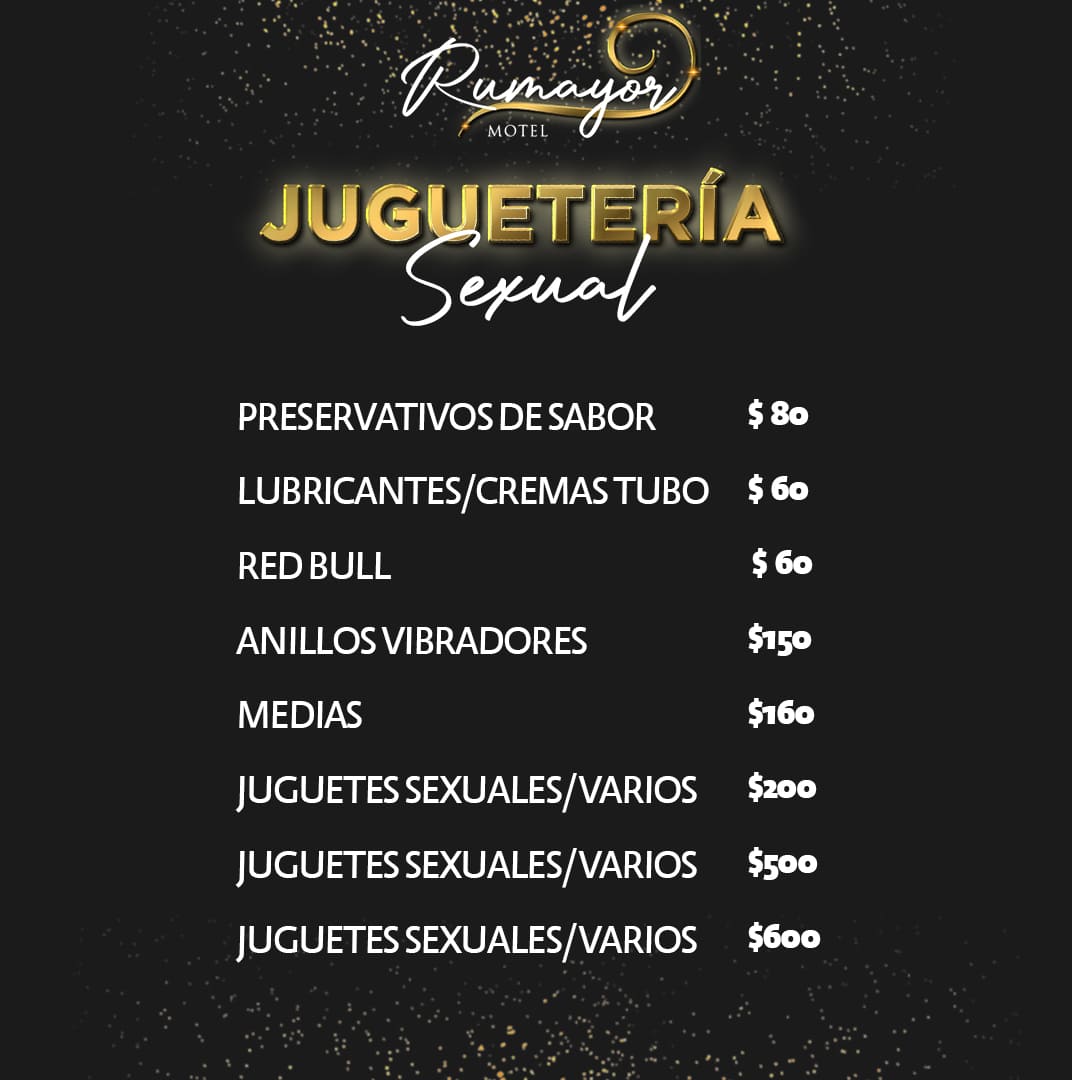 Rumayor
MOTEL
JUGUETERÍA
Sexual
PRESERVATIVOS DE SABOR $ 80
LUBRICANTES/CREMAS TUBO $ 60
RED BULL $ 60
ANILLOS VIBRADORES $150
MEDIAS $160
JUGUETES SEXUALES/VARIOS $200
JUGUETES SEXUALES/VARIOS $500
JUGUETES SEXUALES/VARIOS $600